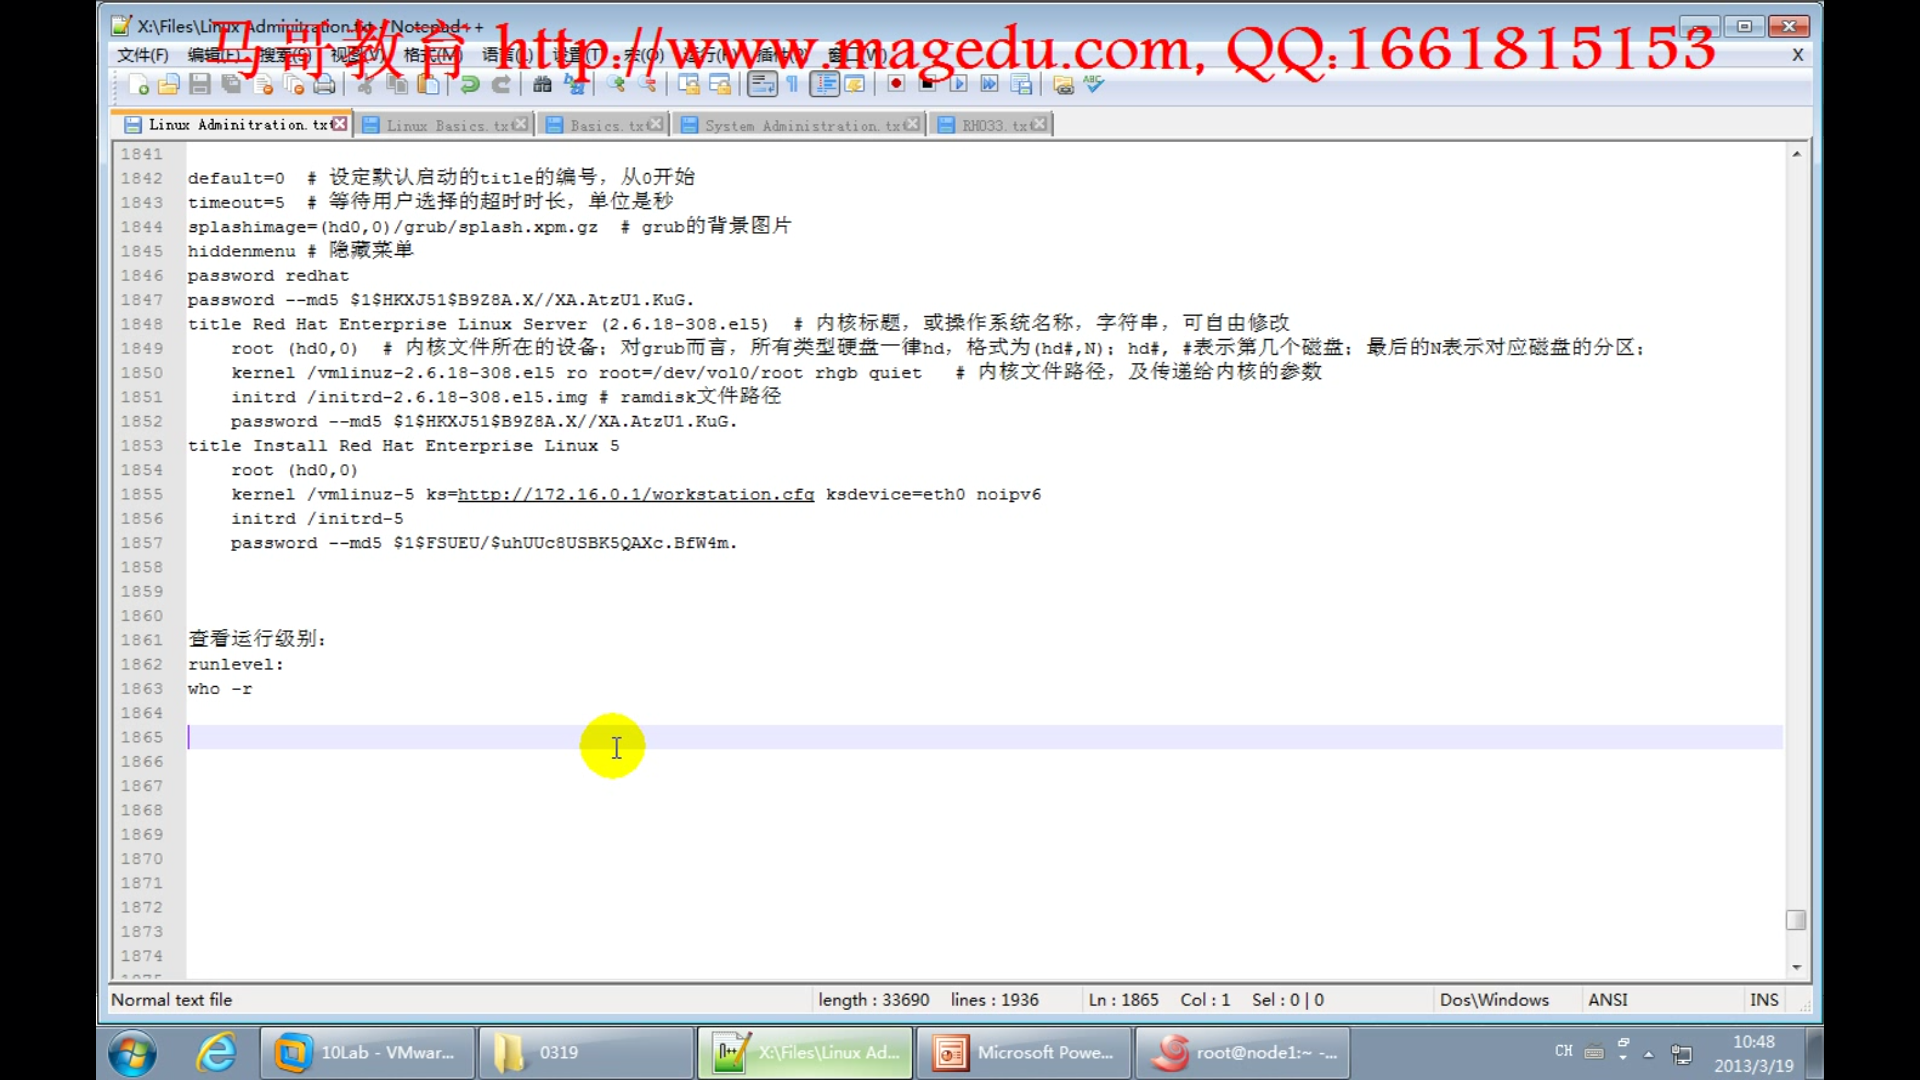 X:\Files\Linux Adminitration.txt - Notepad++
马哥教育 http://www.magedu.com, QQ:1661815153
文件(F) 编辑(E) 搜索(S) 视图(V) 格式(M) 语言(L) 设置(T) 宏(O) 运行(R) 插件(P) 窗口(W) X
Linux Adminitration.txt Linux Basics.txt Basics.txt System Administration.txt RH033.txt
1841
1842 default=0 # 设定默认启动的title的编号，从0开始
1843 timeout=5 # 等待用户选择的超时时长，单位是秒
1844 splashimage=(hd0,0)/grub/splash.xpm.gz # grub的背景图片
1845 hiddenmenu # 隐藏菜单
1846 password redhat
1847 password --md5 $1$HKXJ51$B9Z8A.X//XA.AtzU1.KuG.
1848 title Red Hat Enterprise Linux Server (2.6.18-308.el5) # 内核标题，或操作系统名称，字符串，可自由修改
1849 root (hd0,0) # 内核文件所在的设备；对grub而言，所有类型硬盘一律hd，格式为(hd#,N)；hd#, #表示第几个磁盘；最后的N表示对应磁盘的分区；
1850 kernel /vmlinuz-2.6.18-308.el5 ro root=/dev/vol0/root rhgb quiet # 内核文件路径，及传递给内核的参数
1851 initrd /initrd-2.6.18-308.el5.img # ramdisk文件路径
1852 password --md5 $1$HKXJ51$B9Z8A.X//XA.AtzU1.KuG.
1853 title Install Red Hat Enterprise Linux 5
1854 root (hd0,0)
1855 kernel /vmlinuz-5 ks=http://172.16.0.1/workstation.cfg ksdevice=eth0 noipv6
1856 initrd /initrd-5
1857 password --md5 $1$FSUEU/$uhUUc8USBK5QAXc.BfW4m.
1858
1859
1860
1861 查看运行级别：
1862 runlevel:
1863 who -r
1864
1865
1866
1867
1868
1869
1870
1871
1872
1873
1874
1875
Normal text file length : 33690 lines : 1936 Ln : 1865 Col : 1 Sel : 0 | 0 Dos\Windows ANSI INS
10Lab - VMwar... 0319 X:\Files\Linux Ad... Microsoft Powe... root@node1:~ -... CH 10:48
2013/3/19